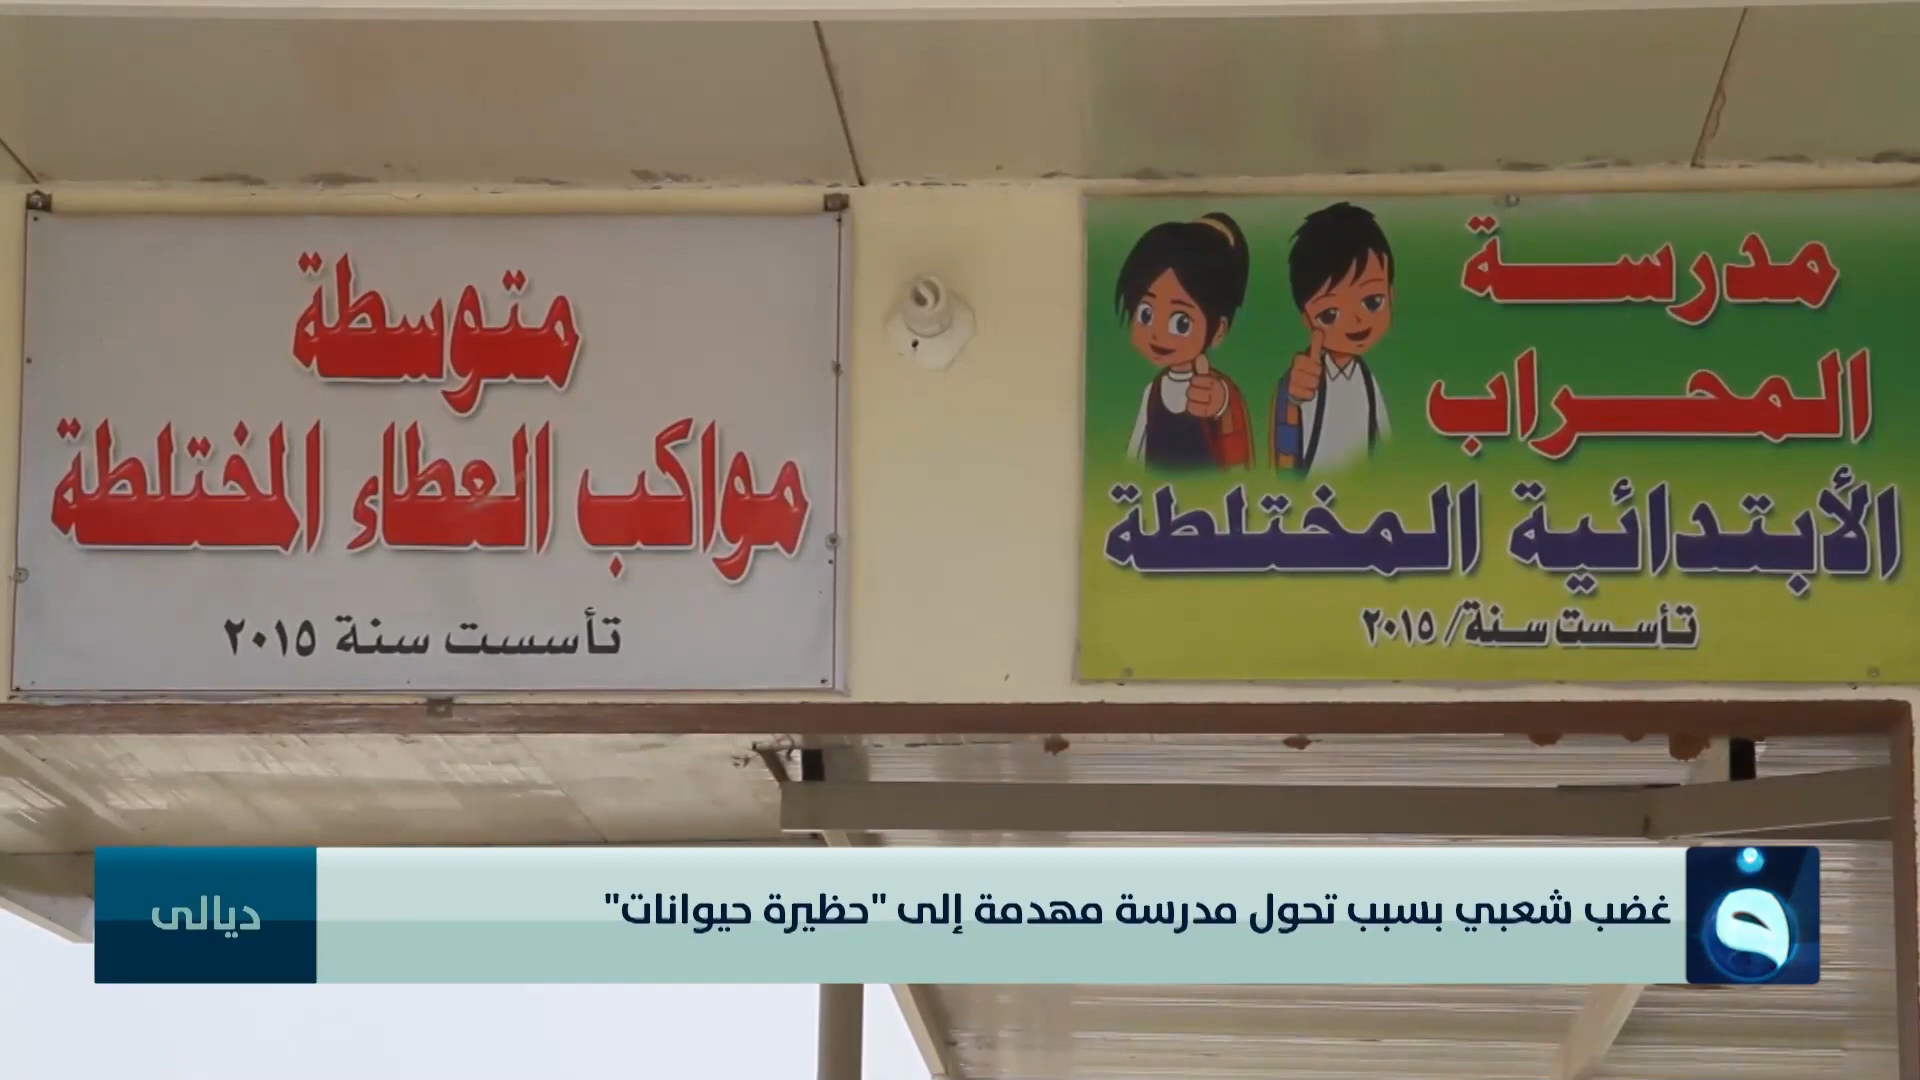 مدرسة
المحراب
الأبتدائية المختلطة
تأسست سنة/ ٢٠١٥
متوسطة
مواكب العطاء المختلطة
تأسست سنة ٢٠١٥
غضب شعبي بسبب تحول مدرسة مهدمة إلى "حظيرة حيوانات"
ديالى